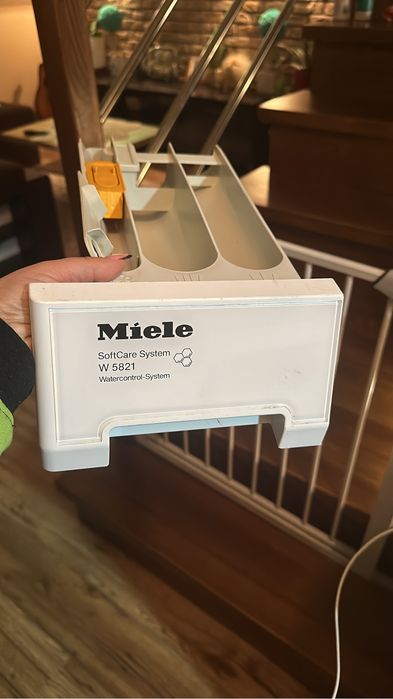 Miele
SoftCare System
W 5821
Watercontrol-System